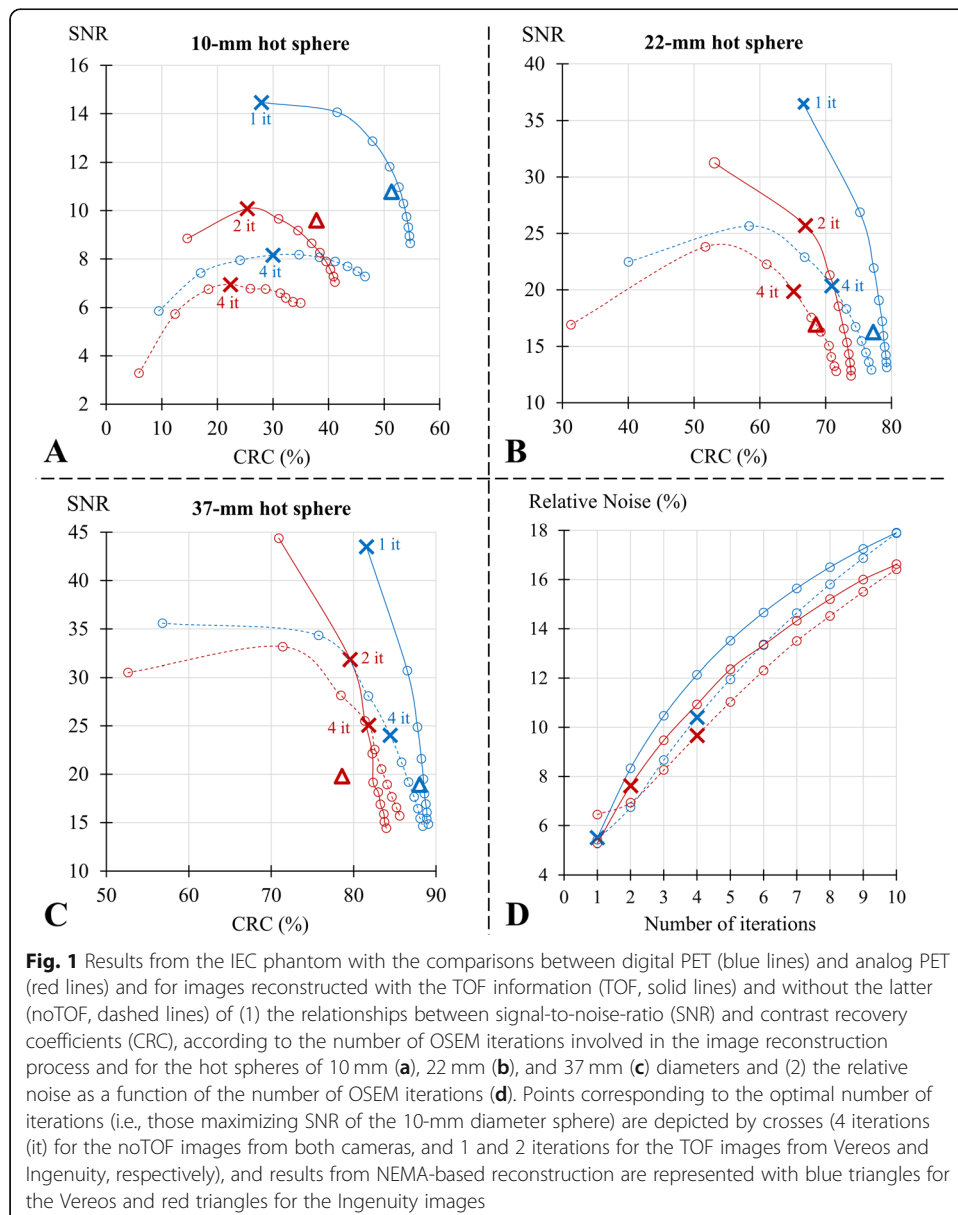 SNR
10-mm hot sphere
16
14
12
10
8
6
4
2
1 it
2 it
4 it
4 it
0 10 20 30 40 50 60
A
CRC (%)
SNR
22-mm hot sphere
40
35
30
25
20
15
10
1 it
2 it
4 it
4 it
30 40 50 60 70 80
B
CRC (%)
SNR
37-mm hot sphere
45
40
35
30
25
20
15
10
1 it
2 it
4 it
4 it
50 60 70 80 90
C
CRC (%)
Relative Noise (%)
18
16
14
12
10
8
6
4
0 1 2 3 4 5 6 7 8 9 10
D
Number of iterations
Fig. 1 Results from the IEC phantom with the comparisons between digital PET (blue lines) and analog PET
(red lines) and for images reconstructed with the TOF information (TOF, solid lines) and without the latter
(noTOF, dashed lines) of (1) the relationships between signal-to-noise-ratio (SNR) and contrast recovery
coefficients (CRC), according to the number of OSEM iterations involved in the image reconstruction
process and for the hot spheres of 10 mm (a), 22 mm (b), and 37 mm (c) diameters and (2) the relative
noise as a function of the number of OSEM iterations (d). Points corresponding to the optimal number of
iterations (i.e., those maximizing SNR of the 10-mm diameter sphere) are depicted by crosses (4 iterations
(it) for the noTOF images from both cameras, and 1 and 2 iterations for the TOF images from Vereos and
Ingenuity, respectively), and results from NEMA-based reconstruction are represented with blue triangles for
the Vereos and red triangles for the Ingenuity images